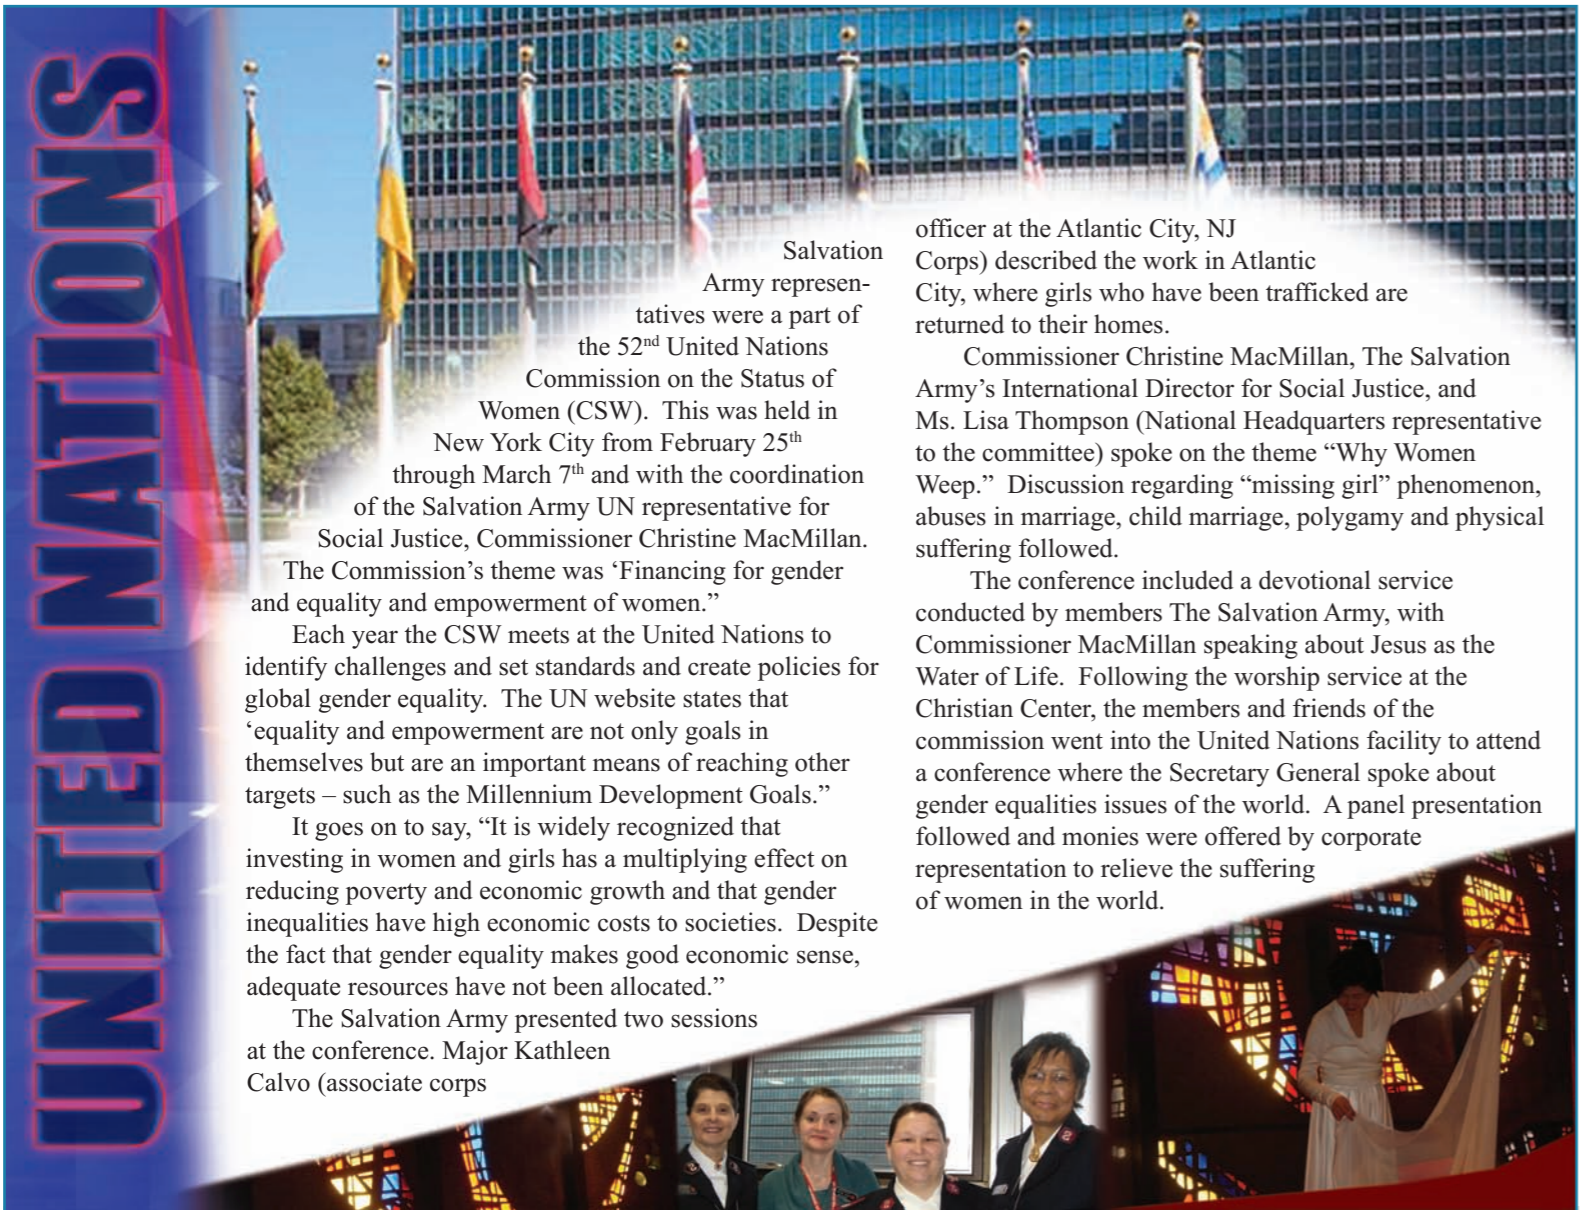 UNITED NATIONS
Salvation
Army represen-
tatives were a part of
the 52nd United Nations
Commission on the Status of
Women (CSW).  This was held in
New York City from February 25th
through March 7th and with the coordination
of the Salvation Army UN representative for
Social Justice, Commissioner Christine MacMillan.
The Commission’s theme was ‘Financing for gender
and equality and empowerment of women.”
Each year the CSW meets at the United Nations to
identify challenges and set standards and create policies for
global gender equality.  The UN website states that
‘equality and empowerment are not only goals in
themselves but are an important means of reaching other
targets – such as the Millennium Development Goals.”
It goes on to say, “It is widely recognized that
investing in women and girls has a multiplying effect on
reducing poverty and economic growth and that gender
inequalities have high economic costs to societies.  Despite
the fact that gender equality makes good economic sense,
adequate resources have not been allocated.”
The Salvation Army presented two sessions
at the conference. Major Kathleen
Calvo (associate corps
officer at the Atlantic City, NJ
Corps) described the work in Atlantic
City, where girls who have been trafficked are
returned to their homes.
Commissioner Christine MacMillan, The Salvation
Army’s International Director for Social Justice, and
Ms. Lisa Thompson (National Headquarters representative
to the committee) spoke on the theme “Why Women
Weep.”  Discussion regarding “missing girl” phenomenon,
abuses in marriage, child marriage, polygamy and physical
suffering followed.
The conference included a devotional service
conducted by members The Salvation Army, with
Commissioner MacMillan speaking about Jesus as the
Water of Life.  Following the worship service at the
Christian Center, the members and friends of the
commission went into the United Nations facility to attend
a conference where the Secretary General spoke about
gender equalities issues of the world.  A panel presentation
followed and monies were offered by corporate
representation to relieve the suffering
of women in the world.